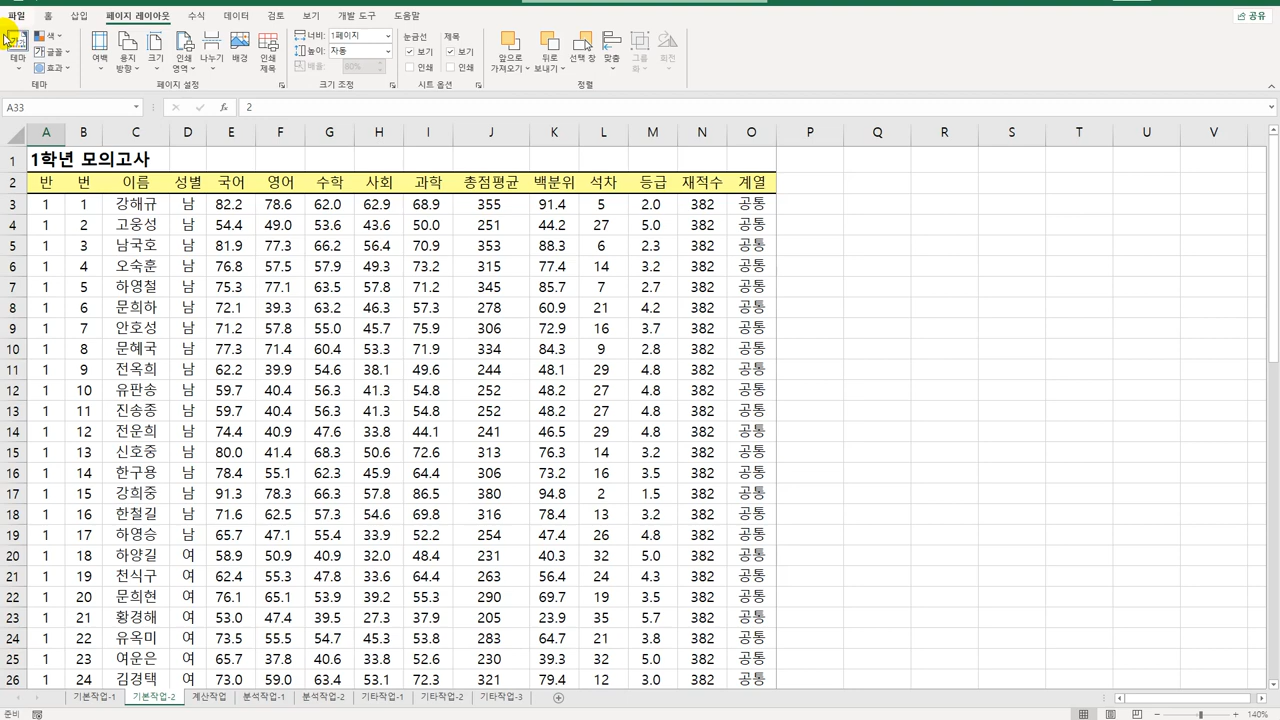 파일 홈 삽입 페이지 레이아웃 수식 데이터 검토 보기 개발 도구 도움말 공유
색 너비: 1페이지 눈금선 제목
테마 글꼴 여백 용지 방향 크기 인쇄 영역 나누기 배경 인쇄 제목 높이: 자동 보기 보기 앞으로 가져오기 뒤로 보내기 선택 창 맞춤 그룹화 회전
효과 배율: 60% 인쇄 인쇄
테마 페이지 설정 크기 조정 시트 옵션 정렬
A33 fx 2
A B C D E F G H I J K L M N O P Q R S T U V
1 1학년 모의고사
2 반 번 이름 성별 국어 영어 수학 사회 과학 총점평균 백분위 석차 등급 재적수 계열
3 1 1 강해규 남 82.2 78.6 62.0 62.9 68.9 355 91.4 5 2.0 382 공통
4 1 2 고웅성 남 54.4 49.0 53.6 43.6 50.0 251 44.2 27 5.0 382 공통
5 1 3 남국호 남 81.9 77.3 66.2 56.4 70.9 353 88.3 6 2.3 382 공통
6 1 4 오숙훈 남 76.8 57.5 57.9 49.3 73.2 315 77.4 14 3.2 382 공통
7 1 5 하영철 남 75.3 77.1 63.5 57.8 71.2 345 85.7 7 2.7 382 공통
8 1 6 문희하 남 72.1 39.3 63.2 46.3 57.3 278 60.9 21 4.2 382 공통
9 1 7 안호성 남 71.2 57.8 55.0 45.7 75.9 306 72.9 16 3.7 382 공통
10 1 8 문혜국 남 77.3 71.4 60.4 53.3 71.9 334 84.3 9 2.8 382 공통
11 1 9 전옥희 남 62.2 39.9 54.6 38.1 49.6 244 48.1 29 4.8 382 공통
12 1 10 유판송 남 59.7 40.4 56.3 41.3 54.8 252 48.2 27 4.8 382 공통
13 1 11 진송종 남 59.7 40.4 56.3 41.3 54.8 252 48.2 27 4.8 382 공통
14 1 12 전운희 남 74.4 40.9 47.6 33.8 44.1 241 46.5 29 4.8 382 공통
15 1 13 신호중 남 80.0 41.4 68.3 50.6 72.6 313 76.3 14 3.2 382 공통
16 1 14 한구용 남 78.4 55.1 62.3 45.9 64.4 306 73.2 16 3.5 382 공통
17 1 15 강희중 남 91.3 78.3 66.3 57.8 86.5 380 94.8 2 1.5 382 공통
18 1 16 한철길 남 71.6 62.5 57.3 54.6 69.8 316 78.4 13 3.2 382 공통
19 1 17 하영승 남 65.7 47.1 55.4 33.9 52.2 254 47.4 26 4.8 382 공통
20 1 18 하양길 여 58.9 50.9 40.9 32.0 48.4 231 40.3 32 5.0 382 공통
21 1 19 천식구 여 62.4 55.3 47.8 33.6 64.4 263 56.4 24 4.3 382 공통
22 1 20 문희현 여 76.1 65.1 53.9 39.2 55.3 290 69.7 19 3.5 382 공통
23 1 21 황경해 여 53.0 47.4 39.5 27.3 37.9 205 23.9 35 5.7 382 공통
24 1 22 유옥미 여 73.5 55.5 54.7 45.3 53.8 283 64.7 21 3.8 382 공통
25 1 23 여운은 여 65.7 37.8 40.6 33.8 52.6 230 39.3 32 5.0 382 공통
26 1 24 김경택 여 73.0 59.0 63.4 53.1 72.3 321 79.4 12 3.0 382 공통
기본작업-1 기본작업-2 계산작업 분석작업-1 분석작업-2 기타작업-1 기타작업-2 기타작업-3
준비 140%